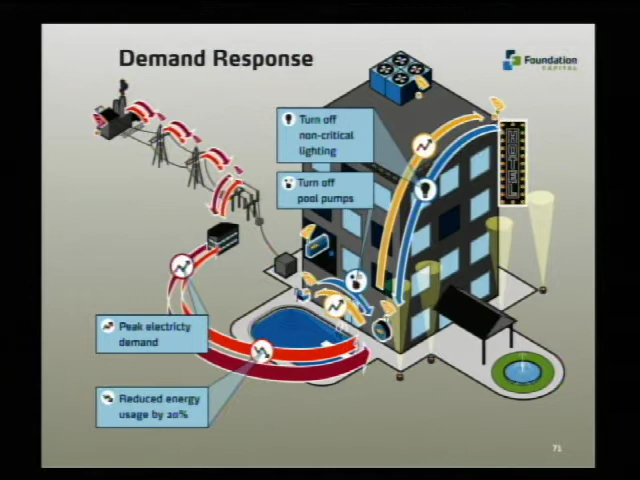 Demand Response
Foundation
CAPITAL
Turn off
non-critical
lighting
Turn off
pool pumps
HOTEL
Peak electricty
demand
Reduced energy
usage by 20%
71